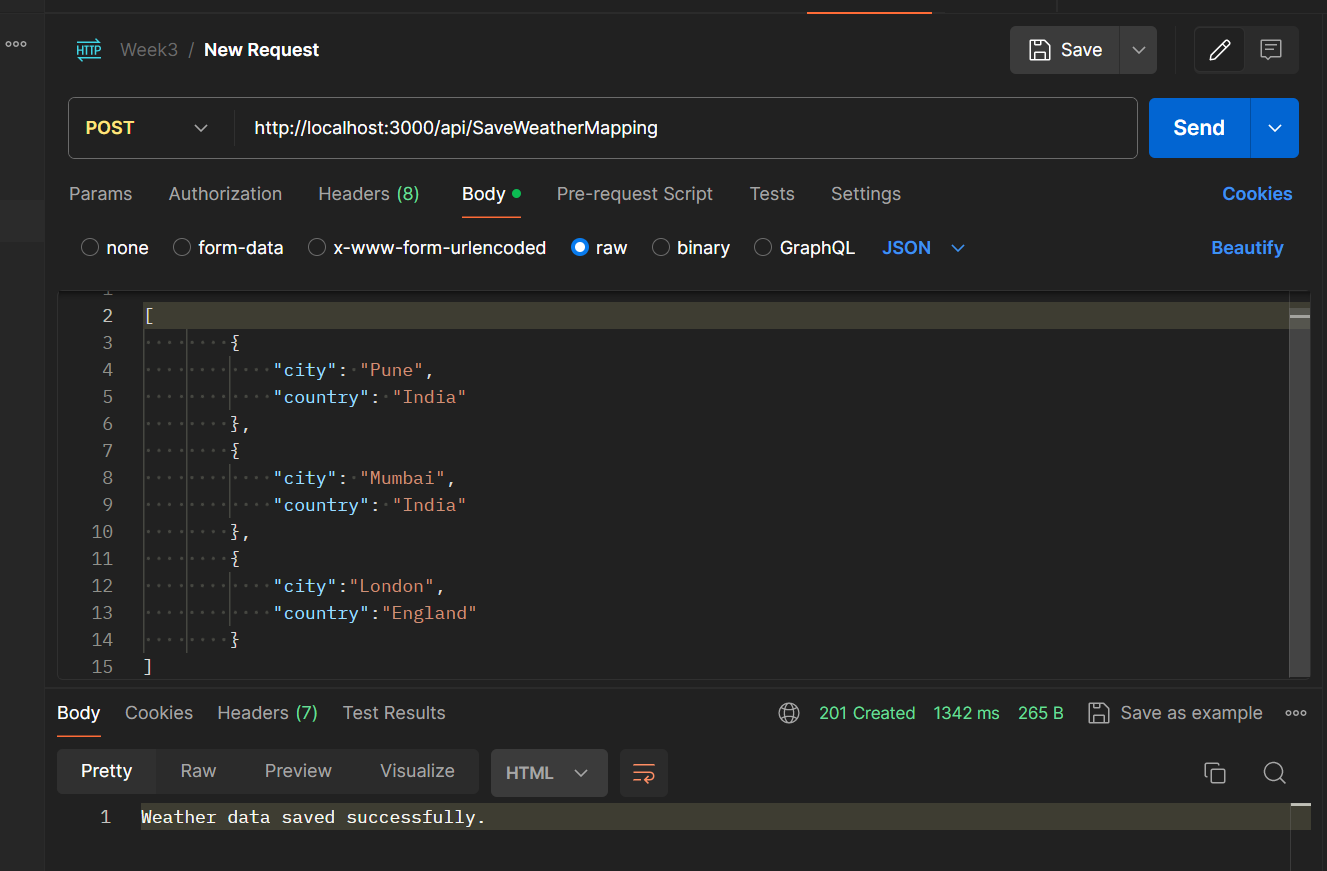 HTTP Week3 / New Request Save
POST http://localhost:3000/api/SaveWeatherMapping Send
Params Authorization Headers (8) Body Pre-request Script Tests Settings Cookies
none form-data x-www-form-urlencoded raw binary GraphQL JSON Beautify
1
2 [
3 {
4 "city": "Pune",
5 "country": "India"
6 },
7 {
8 "city": "Mumbai",
9 "country": "India"
10 },
11 {
12 "city":"London",
13 "country":"England"
14 }
15 ]
Body Cookies Headers (7) Test Results 201 Created 1342 ms 265 B Save as example
Pretty Raw Preview Visualize HTML
1 Weather data saved successfully.